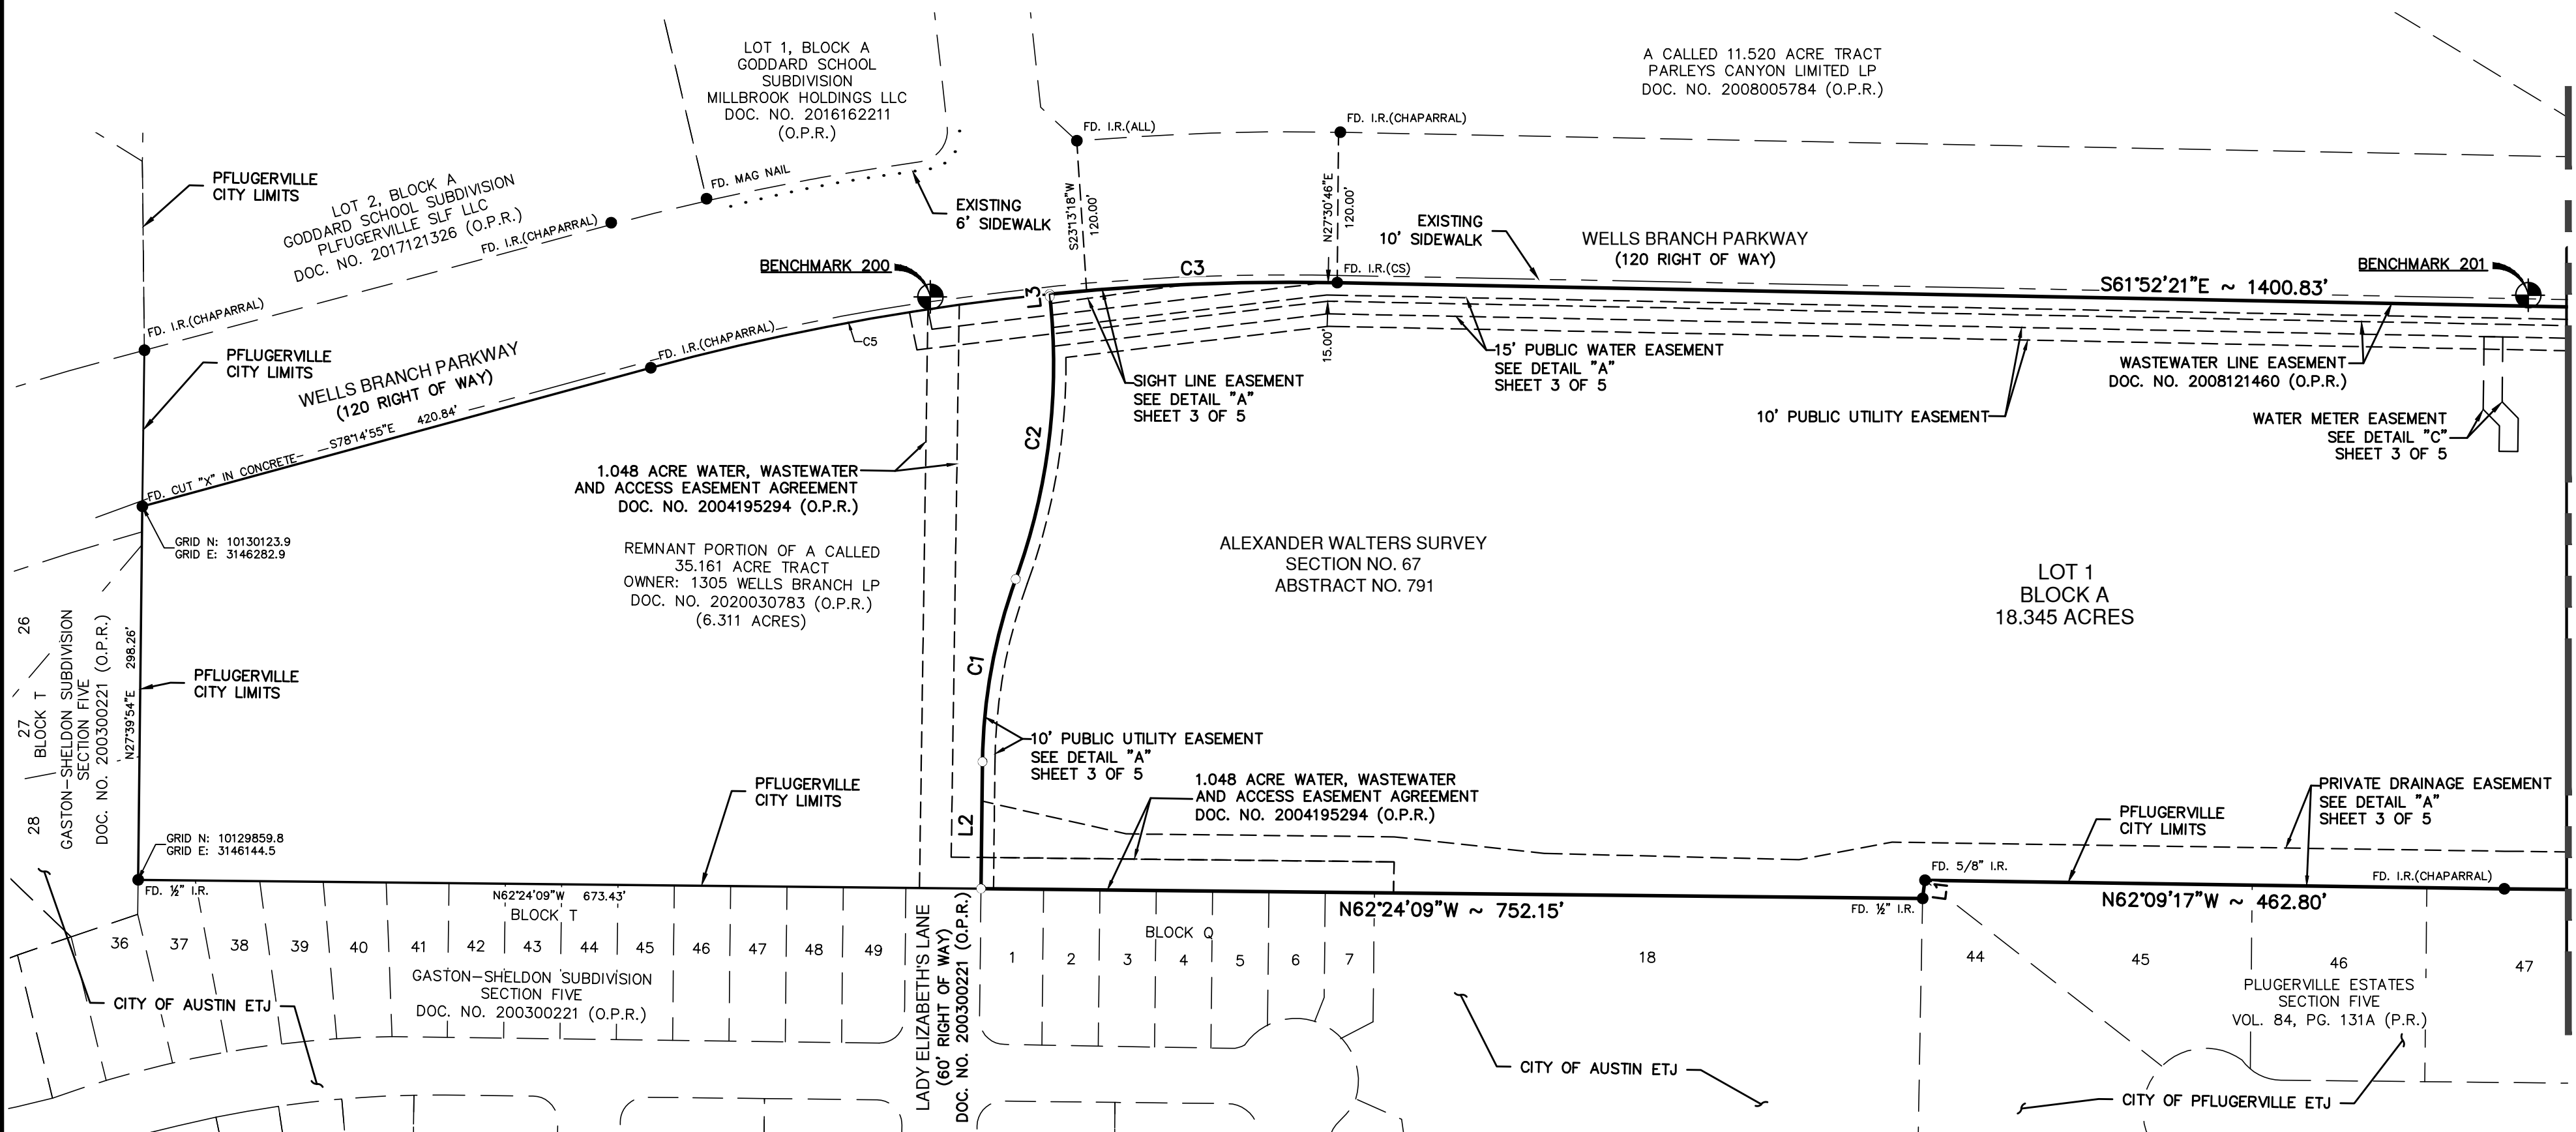 LOT 1, BLOCK A
GODDARD SCHOOL
SUBDIVISION
MILLBROOK HOLDINGS LLC
DOC. NO. 2016162211
(O.P.R.)
A CALLED 11.520 ACRE TRACT
PARLEYS CANYON LIMITED LP
DOC. NO. 2008005784 (O.P.R.)
FD. I.R.(ALL)
FD. I.R.(CHAPARRAL)
PFLUGERVILLE
CITY LIMITS
LOT 2, BLOCK A
GODDARD SCHOOL SUBDIVISION
PLFUGERVILLE SLF LLC
DOC. NO. 2017121326 (O.P.R.)
FD. MAG NAIL
FD. I.R.(CHAPARRAL)
EXISTING
6' SIDEWALK
S23°13'18"W
120.00'
N27°30'46"E
120.00'
EXISTING
10' SIDEWALK
WELLS BRANCH PARKWAY
(120 RIGHT OF WAY)
BENCHMARK 200
L3
C3
FD. I.R.(CS)
S61°52'21"E ~ 1400.83'
BENCHMARK 201
FD. I.R.(CHAPARRAL)
PFLUGERVILLE
CITY LIMITS
WELLS BRANCH PARKWAY
(120 RIGHT OF WAY)
FD. I.R.(CHAPARRAL)
C5
S78°14'55"E 420.84'
FD. CUT "X" IN CONCRETE
15.00'
SIGHT LINE EASEMENT
SEE DETAIL "A"
SHEET 3 OF 5
15' PUBLIC WATER EASEMENT
SEE DETAIL "A"
SHEET 3 OF 5
WASTEWATER LINE EASEMENT
DOC. NO. 2008121460 (O.P.R.)
10' PUBLIC UTILITY EASEMENT
WATER METER EASEMENT
SEE DETAIL "C"
SHEET 3 OF 5
C2
1.048 ACRE WATER, WASTEWATER
AND ACCESS EASEMENT AGREEMENT
DOC. NO. 2004195294 (O.P.R.)
GRID N: 10130123.9
GRID E: 3146282.9
REMNANT PORTION OF A CALLED
35.161 ACRE TRACT
OWNER: 1305 WELLS BRANCH LP
DOC. NO. 2020030783 (O.P.R.)
(6.311 ACRES)
ALEXANDER WALTERS SURVEY
SECTION NO. 67
ABSTRACT NO. 791
LOT 1
BLOCK A
18.345 ACRES
26
27
28
BLOCK T
GASTON-SHELDON SUBDIVISION
SECTION FIVE
DOC. NO. 200300221 (O.P.R.)
N27°39'54"E 298.26'
PFLUGERVILLE
CITY LIMITS
C1
10' PUBLIC UTILITY EASEMENT
SEE DETAIL "A"
SHEET 3 OF 5
PFLUGERVILLE
CITY LIMITS
1.048 ACRE WATER, WASTEWATER
AND ACCESS EASEMENT AGREEMENT
DOC. NO. 2004195294 (O.P.R.)
PFLUGERVILLE
CITY LIMITS
PRIVATE DRAINAGE EASEMENT
SEE DETAIL "A"
SHEET 3 OF 5
L2
GRID N: 10129859.8
GRID E: 3146144.5
FD. ½" I.R.
N62°24'09"W 673.43'
BLOCK T
FD. 5/8" I.R.
L1
FD. I.R.(CHAPARRAL)
N62°24'09"W ~ 752.15'
FD. ½" I.R.
N62°09'17"W ~ 462.80'
36 37 38 39 40 41 42 43 44 45 46 47 48 49
LADY ELIZABETH'S LANE
(60' RIGHT OF WAY)
DOC. NO. 200300221 (O.P.R.)
BLOCK Q
1 2 3 4 5 6 7 18 44 45 46 47
GASTON-SHELDON SUBDIVISION
SECTION FIVE
DOC. NO. 200300221 (O.P.R.)
PLUGERVILLE ESTATES
SECTION FIVE
VOL. 84, PG. 131A (P.R.)
CITY OF AUSTIN ETJ
CITY OF AUSTIN ETJ
CITY OF PFLUGERVILLE ETJ